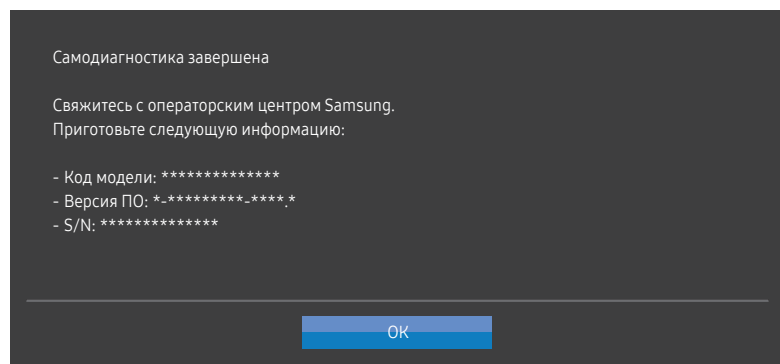 Самодиагностика завершена
Свяжитесь с операторским центром Samsung.
Приготовьте следующую информацию:
- Код модели: **************
- Версия ПО: *-*********-****.*
- S/N: **************
OK